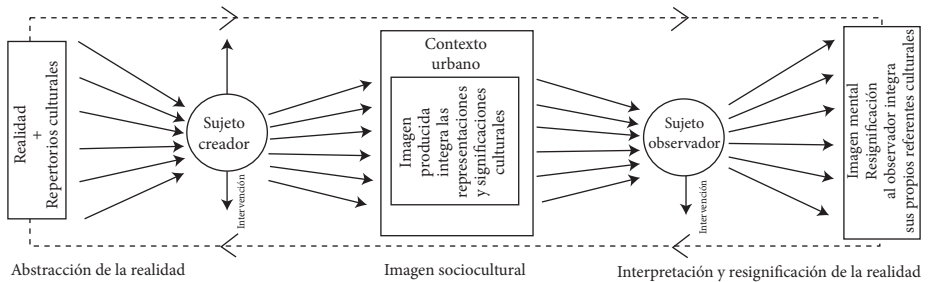 Realidad
+
Repertorios culturales
Sujeto
creador
Intervención
Contexto
urbano
Imagen
producida
integra las
representaciones
y significaciones
culturales
Sujeto
observador
Intervención
Imagen mental
Resignificación
al observador integra
sus propios referentes culturales
Abstracción de la realidad
Imagen sociocultural
Interpretación y resignificación de la realidad